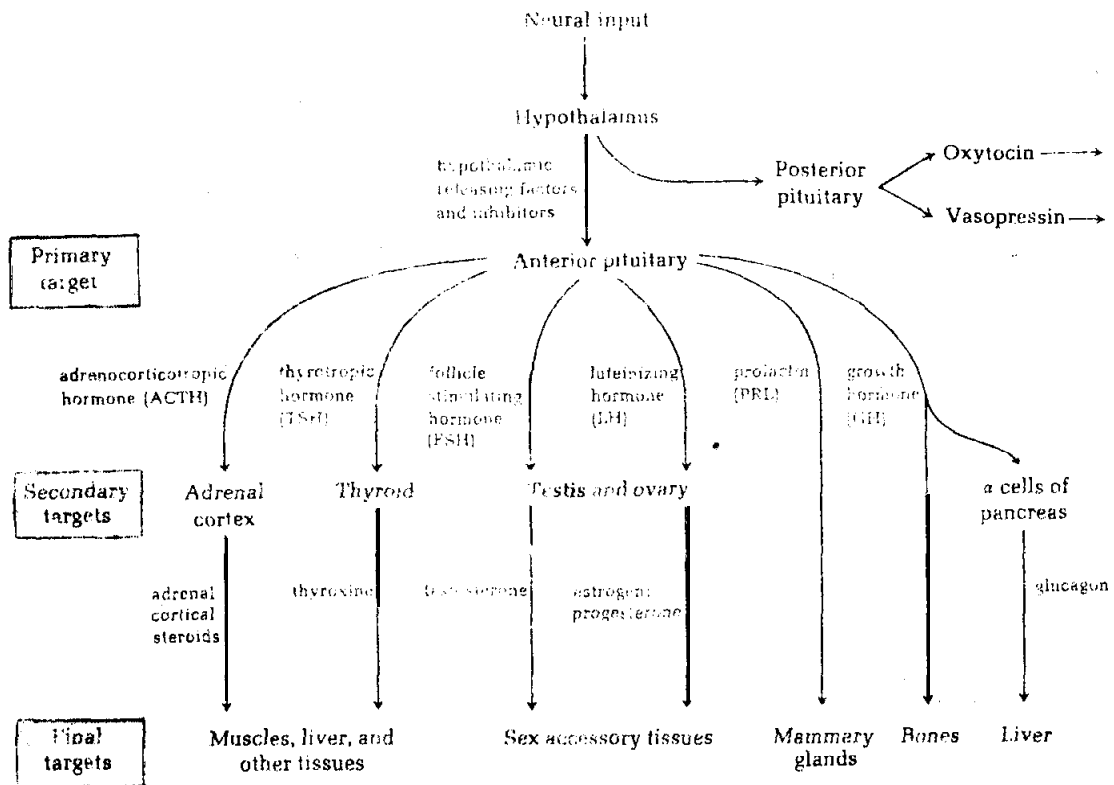 Neural input
Hypothalamus
hypothalamic
releasing factors
and inhibitors
Posterior
pituitary
Oxytocin
Vasopressin
Primary
target
Anterior pituitary
adrenocorticotropic
hormone (ACTH)
thyrotropic
hormone
(TSH)
follicle
stimulating
hormone
(FSH)
luteinizing
hormone
(LH)
prolactin
(PRL)
growth
hormone
(GH)
Secondary
targets
Adrenal
cortex
Thyroid
Testis and ovary
α cells of
pancreas
adrenal
cortical
steroids
thyroxine
testosterone
estrogen;
progesterone
glucagon
Final
targets
Muscles, liver, and
other tissues
Sex accessory tissues
Mammary
glands
Bones
Liver